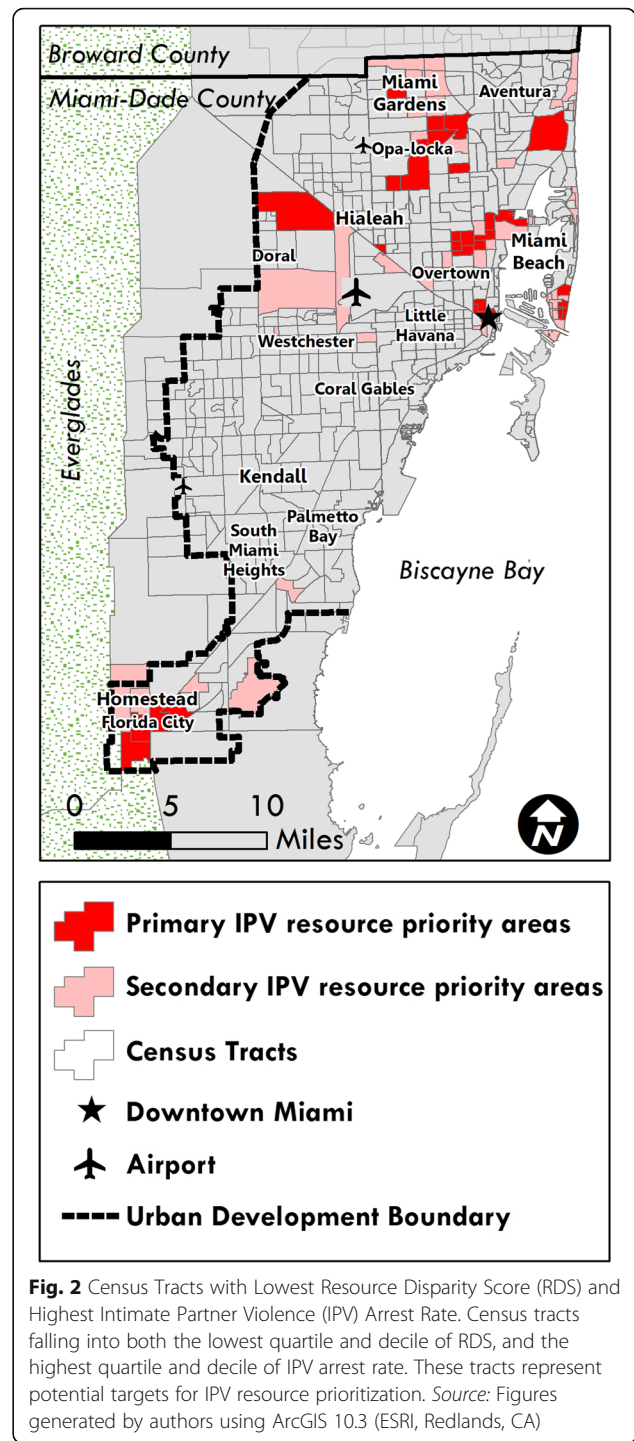 Broward County
Miami-Dade County
Miami
Gardens
Aventura
Opa-locka
Hialeah
Doral
Miami
Beach
Overtown
Little
Havana
Westchester
Coral Gables
Everglades
Kendall
Palmetto
Bay
South
Miami
Heights
Biscayne Bay
Homestead
Florida City
0 5 10
Miles
N
Primary IPV resource priority areas
Secondary IPV resource priority areas
Census Tracts
Downtown Miami
Airport
Urban Development Boundary
Fig. 2 Census Tracts with Lowest Resource Disparity Score (RDS) and
Highest Intimate Partner Violence (IPV) Arrest Rate. Census tracts
falling into both the lowest quartile and decile of RDS, and the
highest quartile and decile of IPV arrest rate. These tracts represent
potential targets for IPV resource prioritization. Source: Figures
generated by authors using ArcGIS 10.3 (ESRI, Redlands, CA)